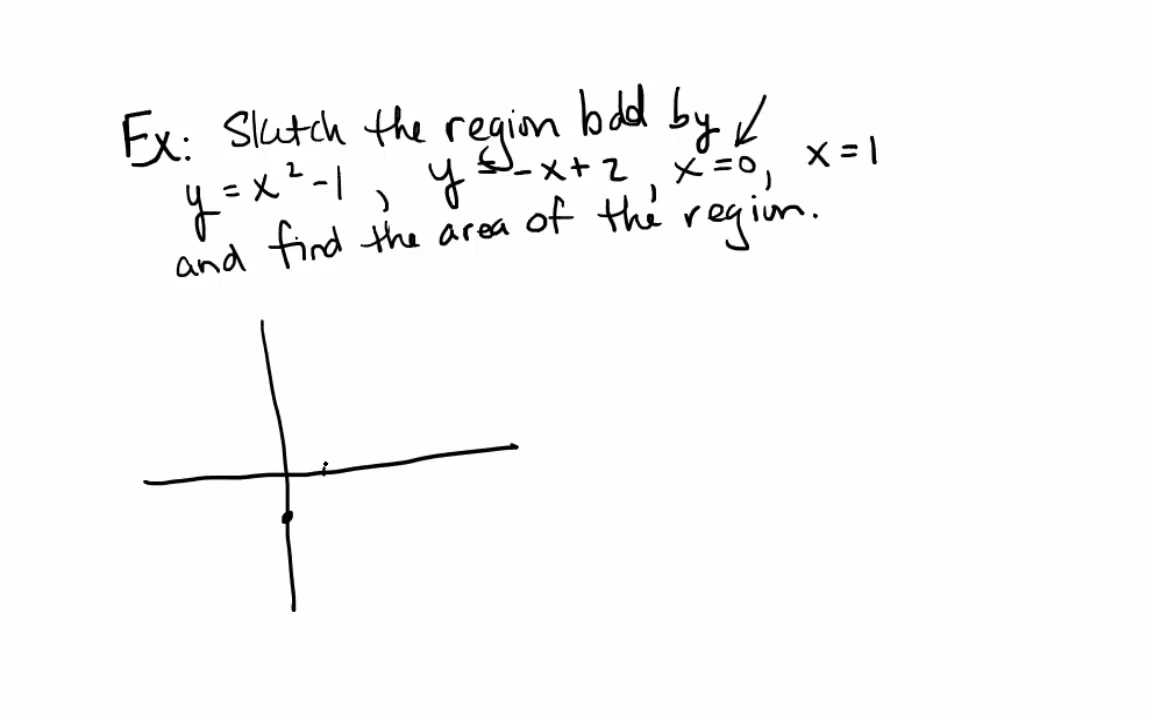 Ex: Sketch the region bdd by
y = x² - 1 , y = -x + 2 , x = 0, x = 1
and find the area of the region.